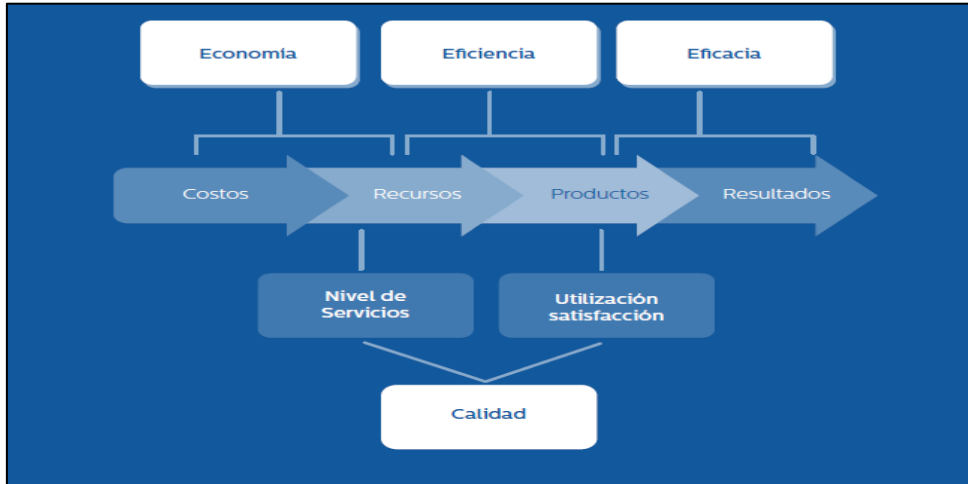 Economía
Eficiencia
Eficacia
Costos
Recursos
Productos
Resultados
Nivel de
Servicios
Utilización
satisfacción
Calidad